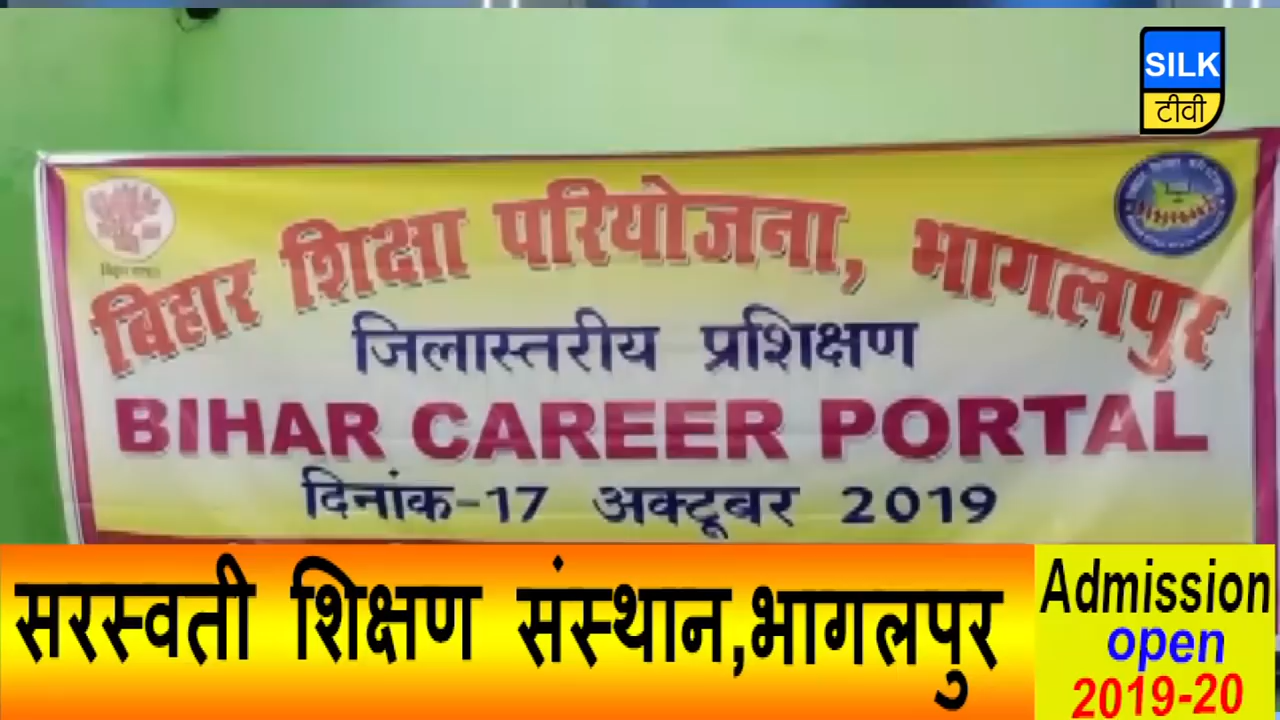 SILK
टीवी
बिहार शिक्षा परियोजना, भागलपुर
जिलास्तरीय प्रशिक्षण
BIHAR CAREER PORTAL
दिनांक-17 अक्टूबर 2019
सरस्वती शिक्षण संस्थान,भागलपुर
Admission
open
2019-20